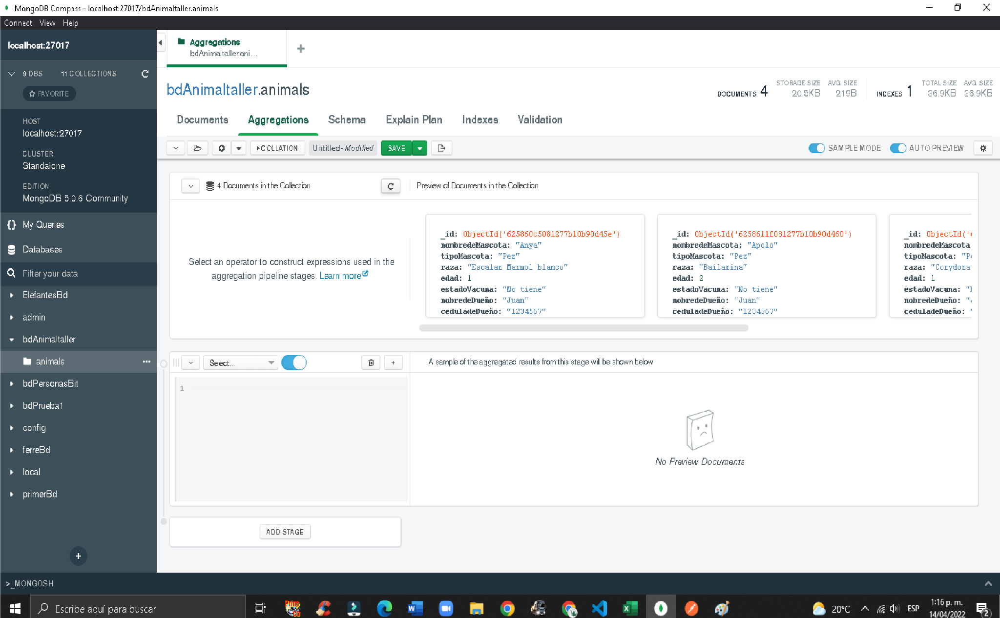 MongoDB Compass - localhost:27017/bdAnimaltaller.animals
Connect View Help
localhost:27017
9 DBS 11 COLLECTIONS
FAVORITE
HOST
localhost:27017
CLUSTER
Standalone
EDITION
MongoDB 5.0.6 Community
{} My Queries
Databases
Filter your data
ElefantesBd
admin
bdAnimaltaller
animals
bdPersonasBit
bdPrueba1
config
ferreBd
local
primerBd
+
Aggregations
bdAnimaltaller.ani...
+
bdAnimaltaller.animals
DOCUMENTS 4
STORAGE SIZE
20.5KB
AVG. SIZE
219B
INDEXES 1
TOTAL SIZE
36.9KB
AVG. SIZE
36.9KB
Documents Aggregations Schema Explain Plan Indexes Validation
COLLATION Untitled- Modified SAVE SAMPLE MODE AUTO PREVIEW
4 Documents in the Collection Preview of Documents in the Collection
Select an operator to construct expressions used in the
aggregation pipeline stages. Learn more
_id: ObjectId('625860c5081277b10b90d45e')
nombredeMascota: "Anya"
tipoMascota: "Pez"
raza: "Escalar Marmol blanco"
edad: 1
estadoVacuna: "No tiene"
nobredeDueño: "Juan"
ceduladeDueño: "1234567"
_id: ObjectId('6258611f081277b10b90d460')
nombredeMascota: "Apolo"
tipoMascota: "Pez"
raza: "Bailarina"
edad: 2
estadoVacuna: "No tiene"
nobredeDueño: "Juan"
ceduladeDueño: "1234567"
_id: ObjectId('
nombredeMascota
tipoMascota: "P
raza: "Corydora
edad: 1
estadoVacuna: "
nobredeDueño: "
ceduladeDueño: "
Select... + A sample of the aggregated results from this stage will be shown below
1
No Preview Documents
ADD STAGE
>_MONGOSH
Escribe aquí para buscar
20°C ESP
1:16 p. m.
14/04/2022
2